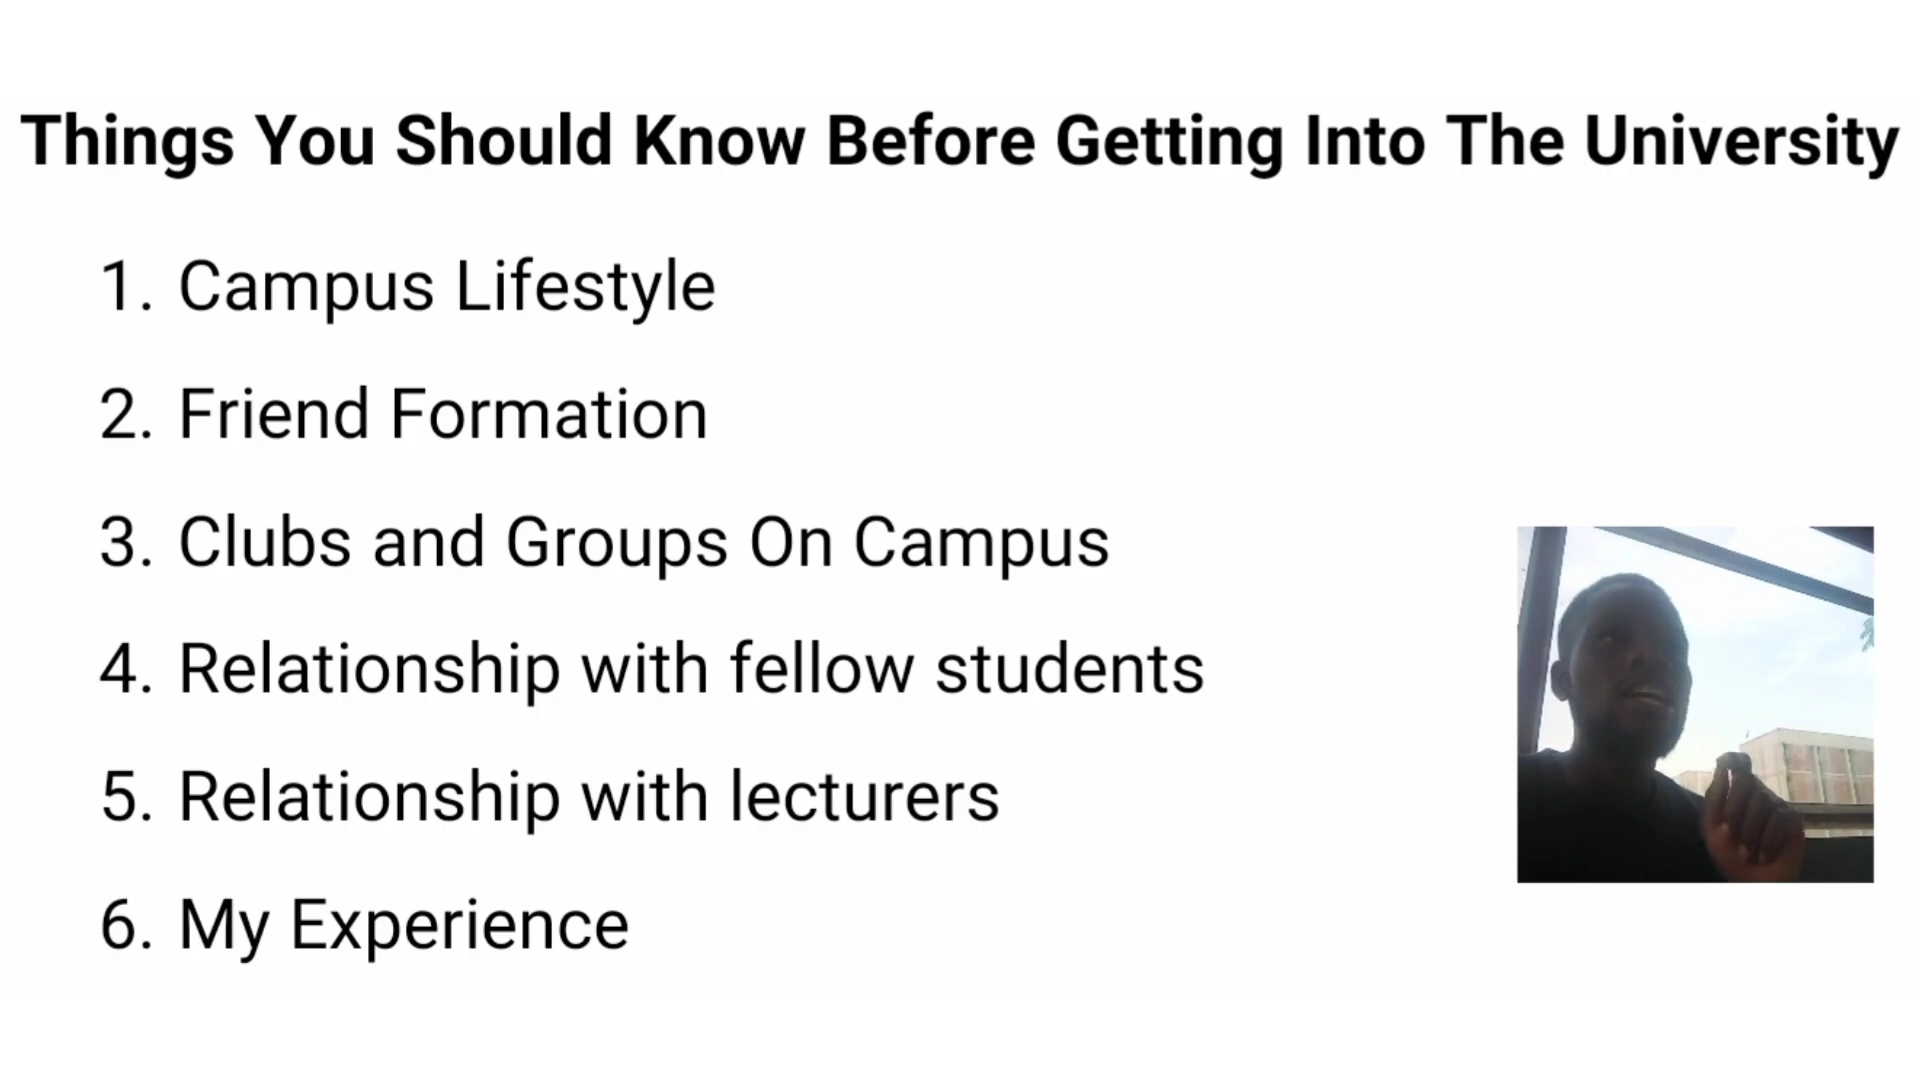 Things You Should Know Before Getting Into The University
1. Campus Lifestyle
2. Friend Formation
3. Clubs and Groups On Campus
4. Relationship with fellow students
5. Relationship with lecturers
6. My Experience